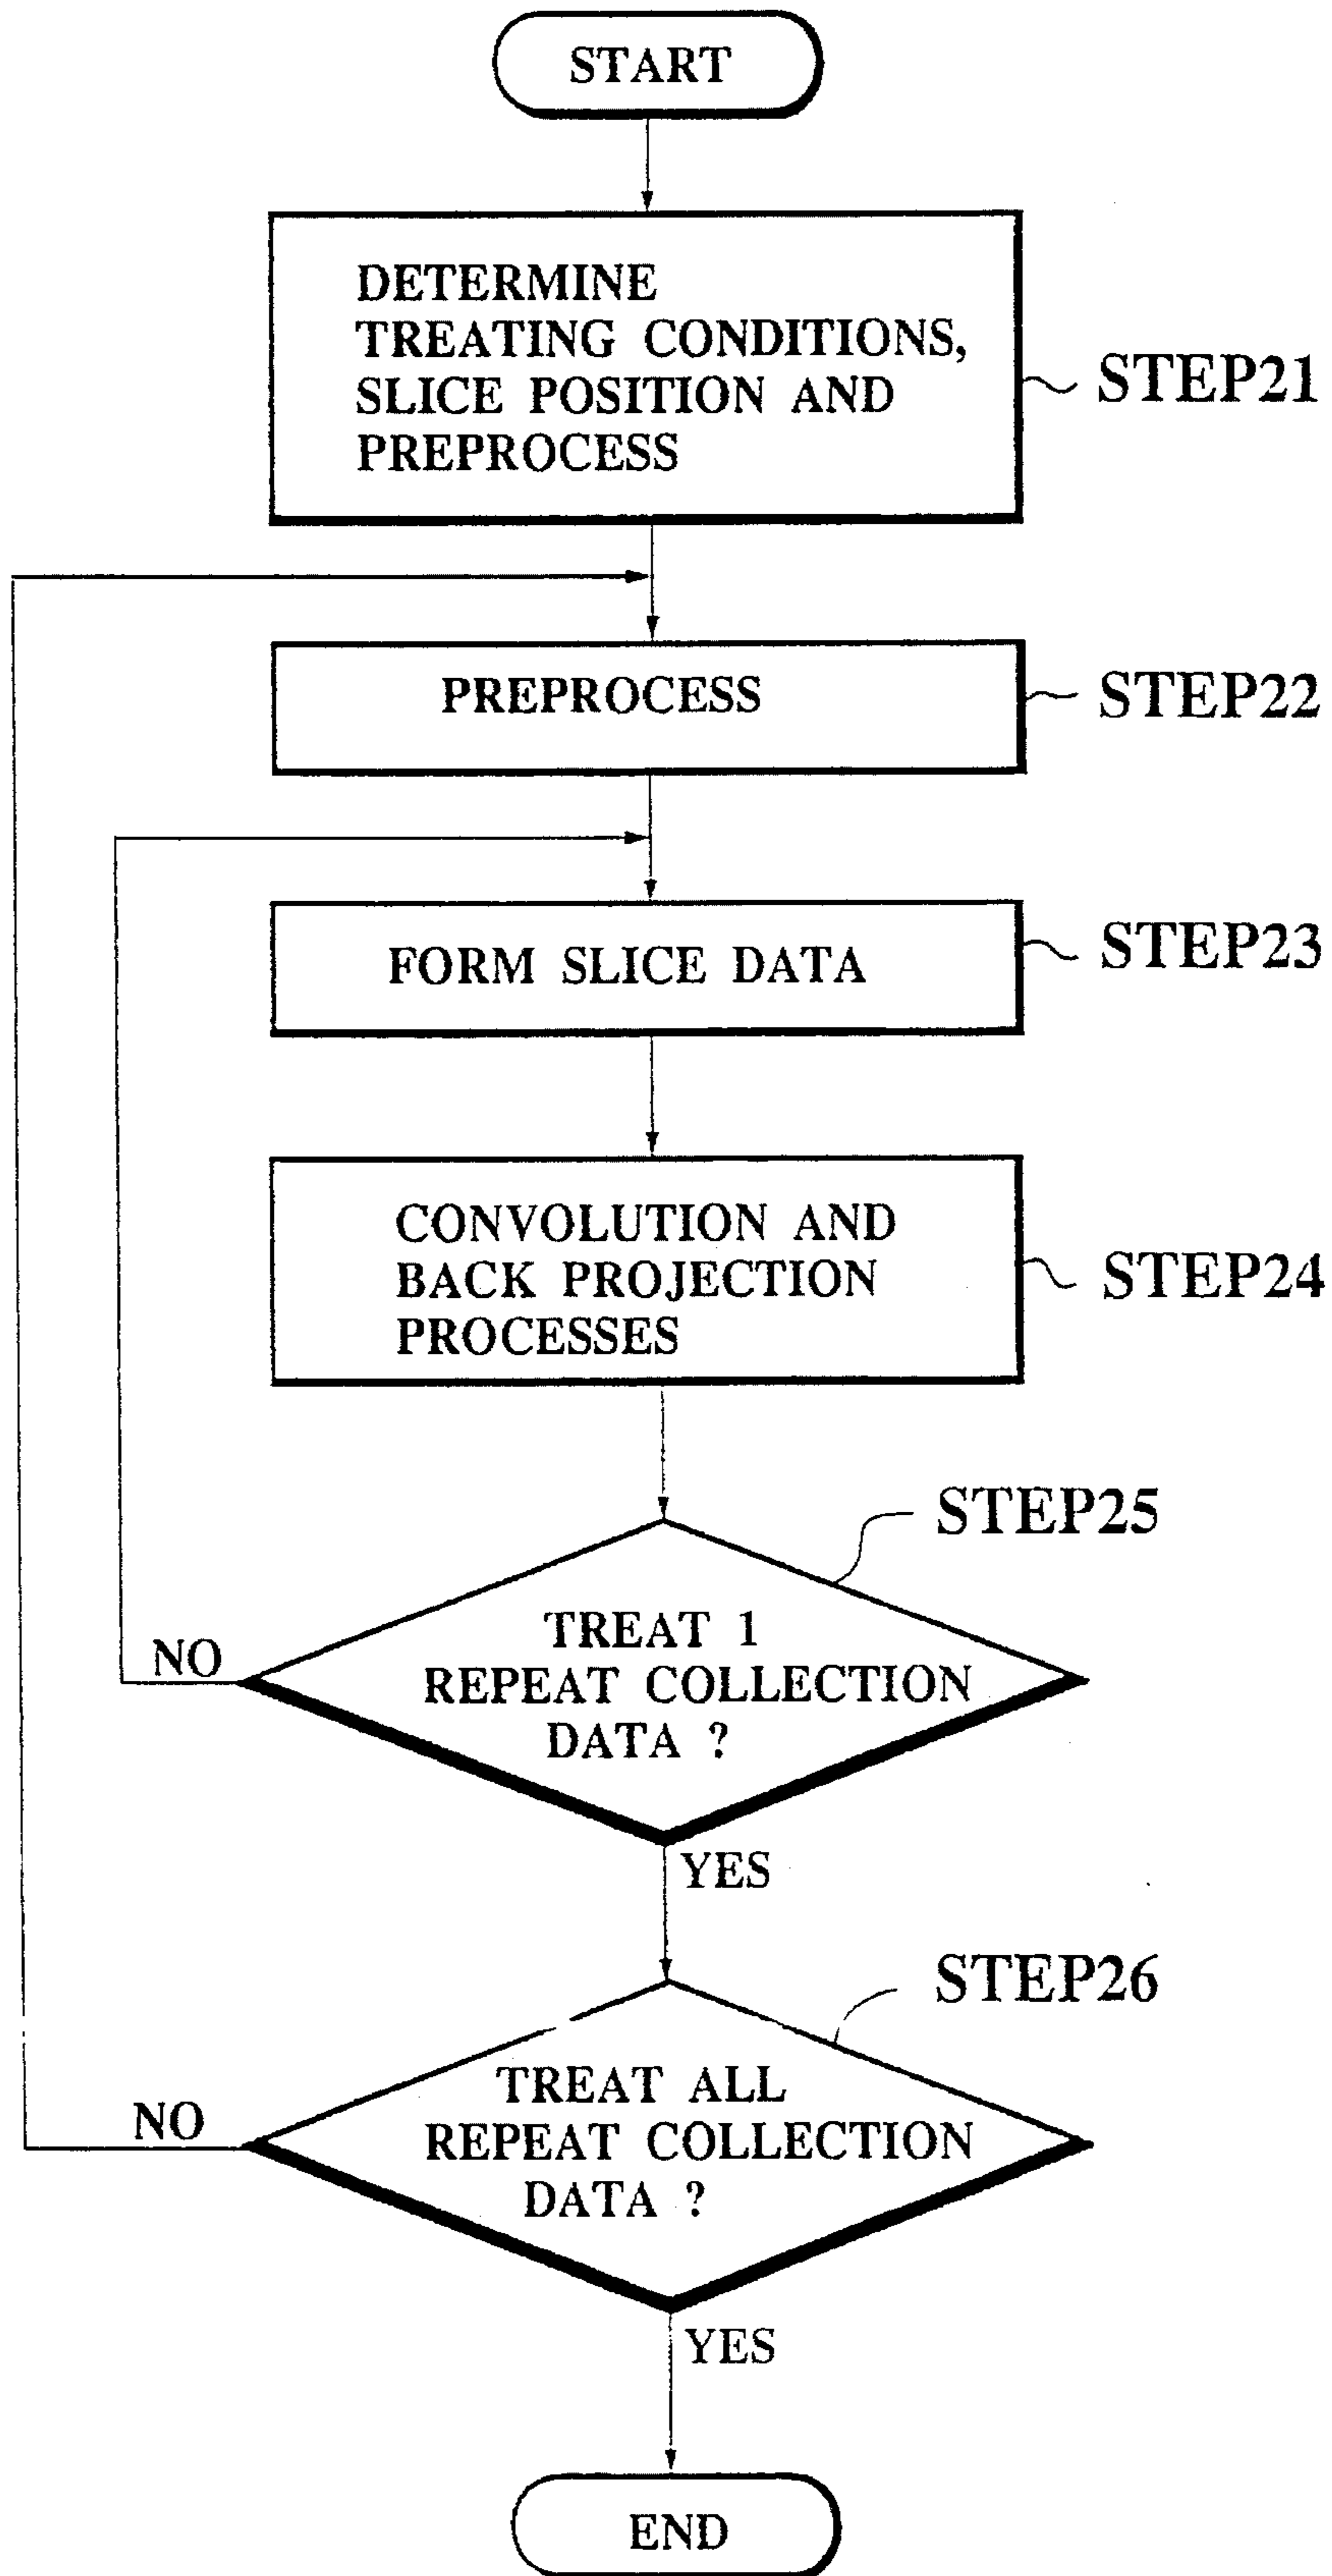 START
DETERMINE
TREATING CONDITIONS,
SLICE POSITION AND
PREPROCESS
STEP21
PREPROCESS
STEP22
FORM SLICE DATA
STEP23
CONVOLUTION AND
BACK PROJECTION
PROCESSES
STEP24
STEP25
TREAT 1
REPEAT COLLECTION
DATA ?
NO
YES
STEP26
TREAT ALL
REPEAT COLLECTION
DATA ?
NO
YES
END